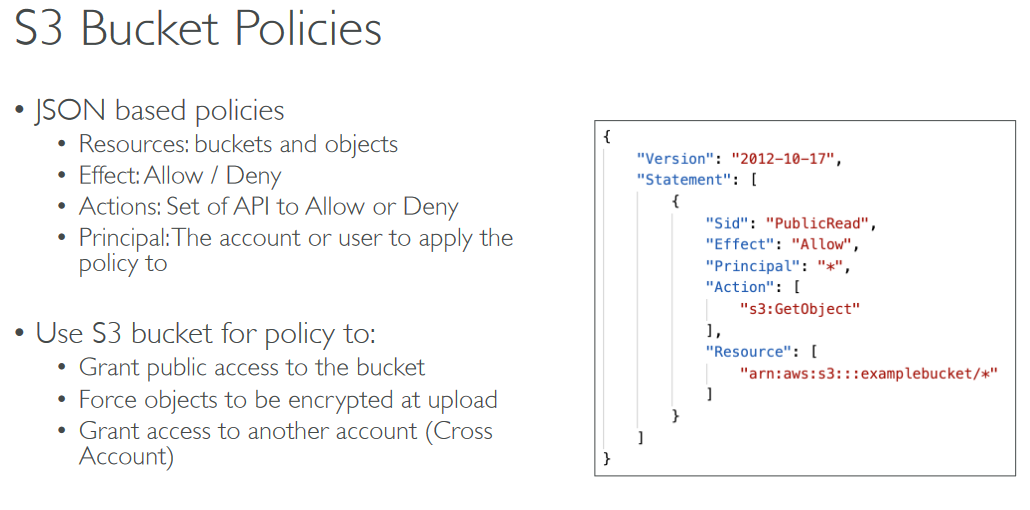 S3 Bucket Policies
• JSON based policies
• Resources: buckets and objects
• Effect: Allow / Deny
• Actions: Set of API to Allow or Deny
• Principal: The account or user to apply the
policy to
• Use S3 bucket for policy to:
• Grant public access to the bucket
• Force objects to be encrypted at upload
• Grant access to another account (Cross
Account)
{
"Version": "2012-10-17",
"Statement": [
{
"Sid": "PublicRead",
"Effect": "Allow",
"Principal": "*",
"Action": [
"s3:GetObject"
],
"Resource": [
"arn:aws:s3:::examplebucket/*"
]
}
]
}